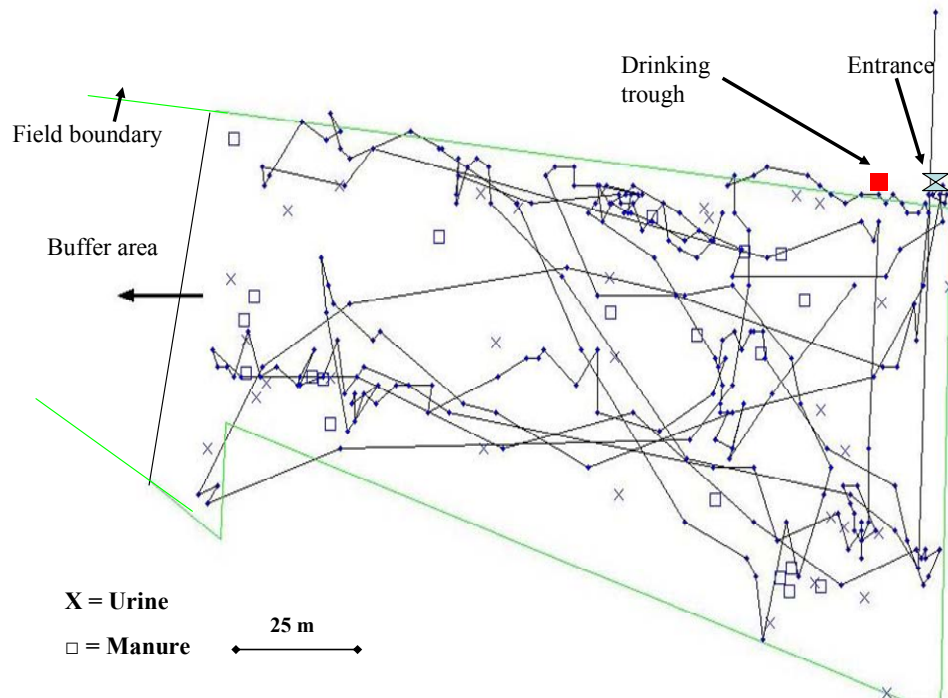 Drinking
trough
Entrance
Field boundary
Buffer area
X = Urine
□ = Manure
25 m